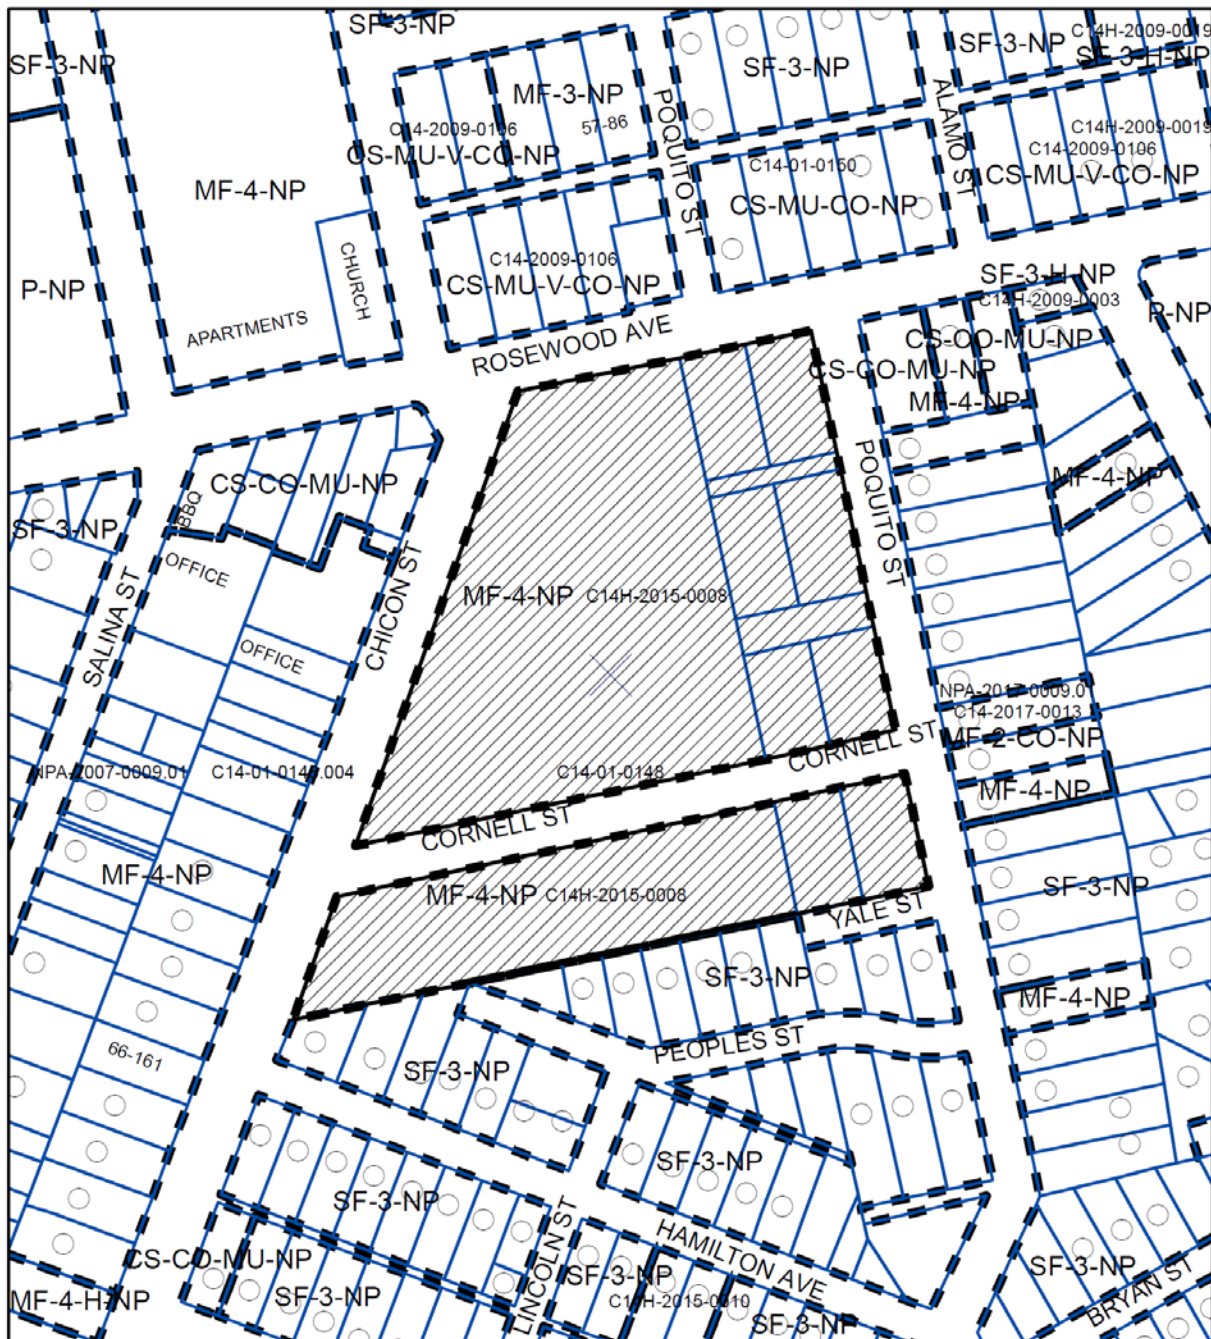 SF-3-NP
SF-3-NP
C14H-2009-0019
SF-3-NP
SF-3-H-NP
SF-3-NP
MF-3-NP
57-86
POQUITO ST
ALAMO ST
C14-2009-0106
CS-MU-V-CO-NP
C14H-2009-0019
C14-2009-0106
CS-MU-V-CO-NP
C14-01-0150
CS-MU-CO-NP
MF-4-NP
CHURCH
C14-2009-0106
CS-MU-V-CO-NP
SF-3-H-NP
C14H-2009-0003
P-NP
P-NP
APARTMENTS
ROSEWOOD AVE
CS-CO-MU-NP
CS-CO-MU-NP
MF-4-NP
CS-CO-MU-NP
BBQ
MF-4-NP
SF-3-NP
OFFICE
POQUITO ST
CHICON ST
SALINA ST
MF-4-NP
C14H-2015-0008
OFFICE
NPA-2017-0009.0
C14-2017-0013
MF-2-CO-NP
CORNELL ST
NPA-2007-0009.01
C14-01-0148.004
C14-01-0148
MF-4-NP
CORNELL ST
MF-4-NP
MF-4-NP
C14H-2015-0008
SF-3-NP
YALE ST
SF-3-NP
MF-4-NP
66-161
PEOPLES ST
SF-3-NP
SF-3-NP
SF-3-NP
LINCOLN ST
HAMILTON AVE
CS-CO-MU-NP
SF-3-NP
SF-3-NP
BRYAN ST
MF-4-H-NP
SF-3-NP
C14H-2015-0010
SF-3-NP